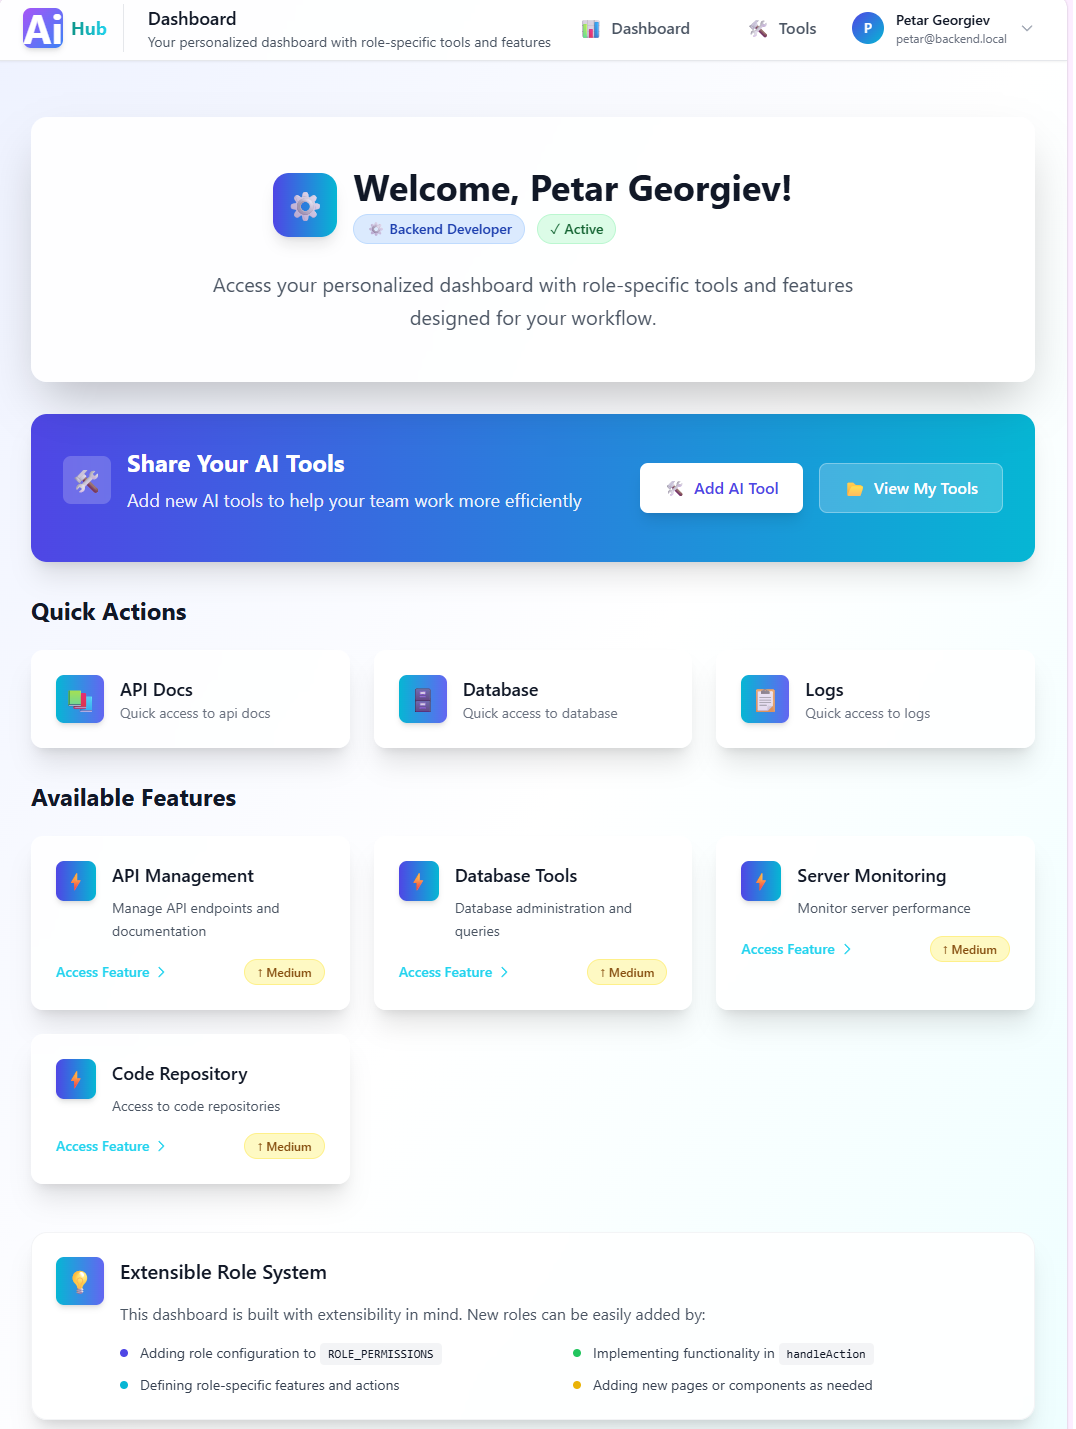 Ai Hub
Dashboard
Your personalized dashboard with role-specific tools and features
Dashboard
Tools
P
Petar Georgiev
petar@backend.local
Welcome, Petar Georgiev!
Backend Developer
✓ Active
Access your personalized dashboard with role-specific tools and features
designed for your workflow.
Share Your AI Tools
Add new AI tools to help your team work more efficiently
Add AI Tool
View My Tools
Quick Actions
API Docs
Quick access to api docs
Database
Quick access to database
Logs
Quick access to logs
Available Features
API Management
Manage API endpoints and
documentation
Access Feature
↑ Medium
Database Tools
Database administration and
queries
Access Feature
↑ Medium
Server Monitoring
Monitor server performance
Access Feature
↑ Medium
Code Repository
Access to code repositories
Access Feature
↑ Medium
Extensible Role System
This dashboard is built with extensibility in mind. New roles can be easily added by:
Adding role configuration to ROLE_PERMISSIONS
Implementing functionality in handleAction
Defining role-specific features and actions
Adding new pages or components as needed